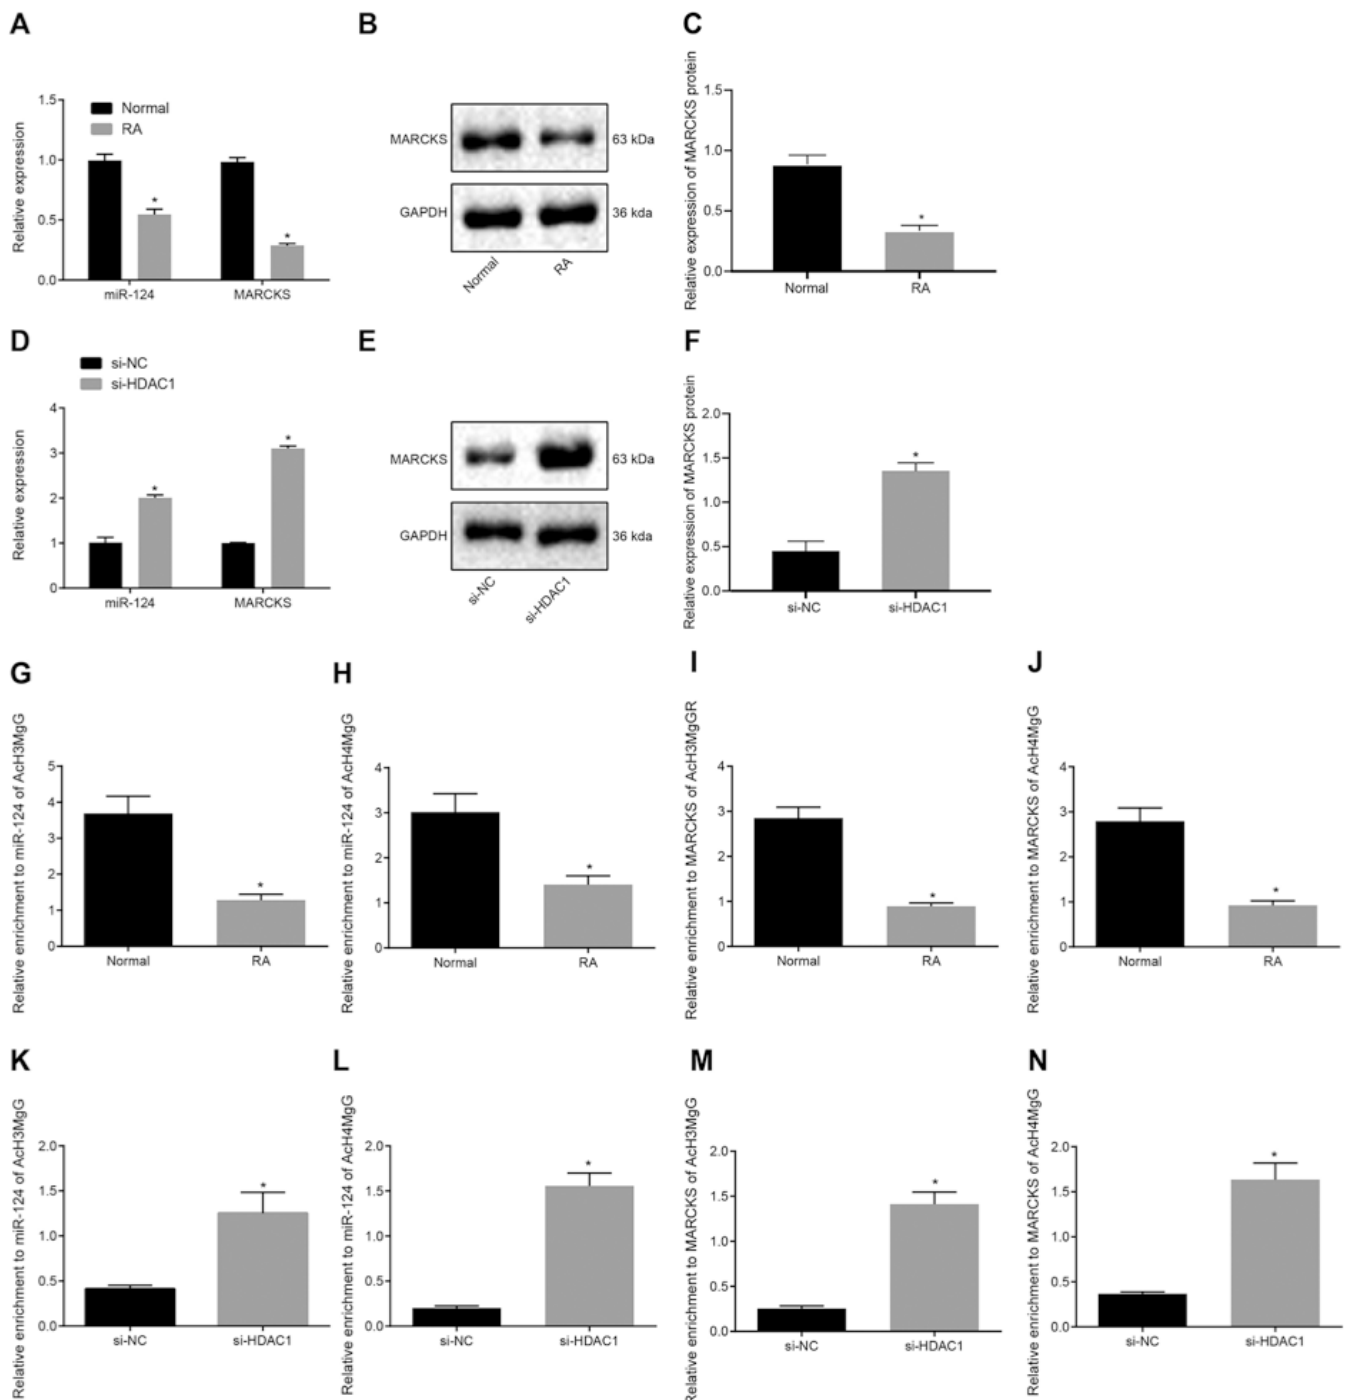 A
B
C
Relative expression
1.5
1.0
0.5
0.0
Normal
RA
*
*
miR-124
MARCKS
MARCKS
63 kDa
GAPDH
36 kda
Normal
RA
Relative expression of MARCKS protein
1.5
1.0
0.5
0.0
*
Normal
RA
D
E
F
si-NC
si-HDAC1
Relative expression
4
3
2
1
0
*
*
miR-124
MARCKS
MARCKS
63 kDa
GAPDH
36 kda
si-NC
si-HDAC1
Relative expression of MARCKS protein
2.0
1.5
1.0
0.5
0.0
*
si-NC
si-HDAC1
G
H
I
J
Relative enrichment to miR-124 of AcH3MgG
5
4
3
2
1
0
*
Normal
RA
Relative enrichment to miR-124 of AcH4MgG
4
3
2
1
0
*
Normal
RA
Relative enrichment to MARCKS of AcH3MgGR
4
3
2
1
0
*
Normal
RA
Relative enrichment to MARCKS of AcH4MgG
4
3
2
1
0
*
Normal
RA
K
L
M
N
Relative enrichment to miR-124 of AcH3MgG
2.0
1.5
1.0
0.5
0.0
*
si-NC
si-HDAC1
Relative enrichment to miR-124 of AcH4MgG
2.0
1.5
1.0
0.5
0.0
*
si-NC
si-HDAC1
Relative enrichment to MARCKS of AcH3MgG
2.0
1.5
1.0
0.5
0.0
*
si-NC
si-HDAC1
Relative enrichment to MARCKS of AcH4MgG
2.0
1.5
1.0
0.5
0.0
*
si-NC
si-HDAC1